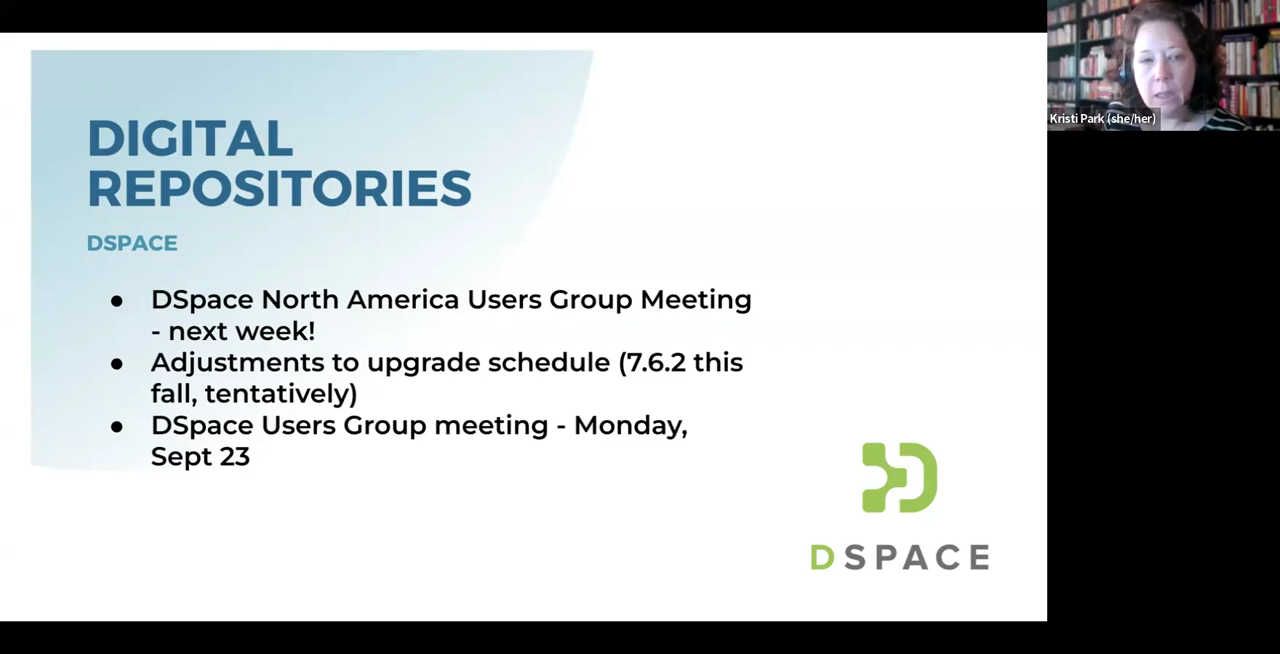 DIGITAL
REPOSITORIES
DSPACE
● DSpace North America Users Group Meeting
- next week!
● Adjustments to upgrade schedule (7.6.2 this
fall, tentatively)
● DSpace Users Group meeting - Monday,
Sept 23
DSPACE
Kristi Park (she/her)